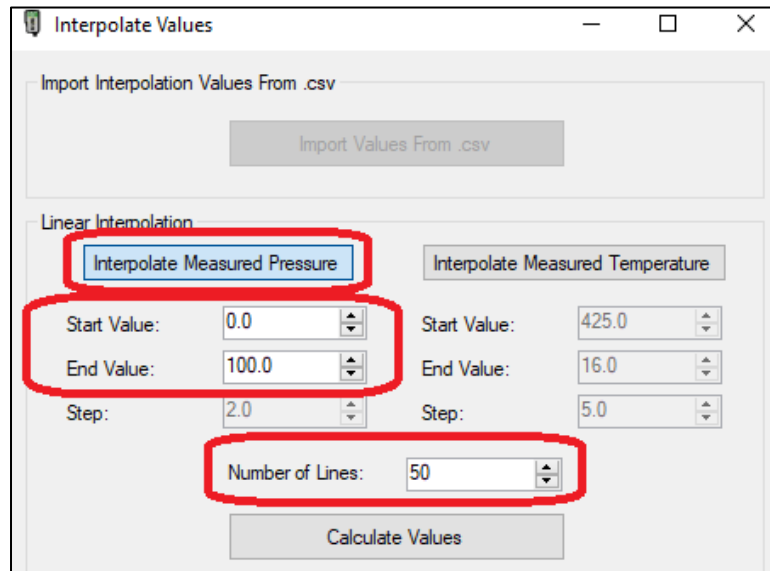 Interpolate Values
Import Interpolation Values From .csv
Import Values From .csv
Linear Interpolation
Interpolate Measured Pressure Interpolate Measured Temperature
Start Value: 0.0 Start Value: 425.0
End Value: 100.0 End Value: 16.0
Step: 2.0 Step: 5.0
Number of Lines: 50
Calculate Values